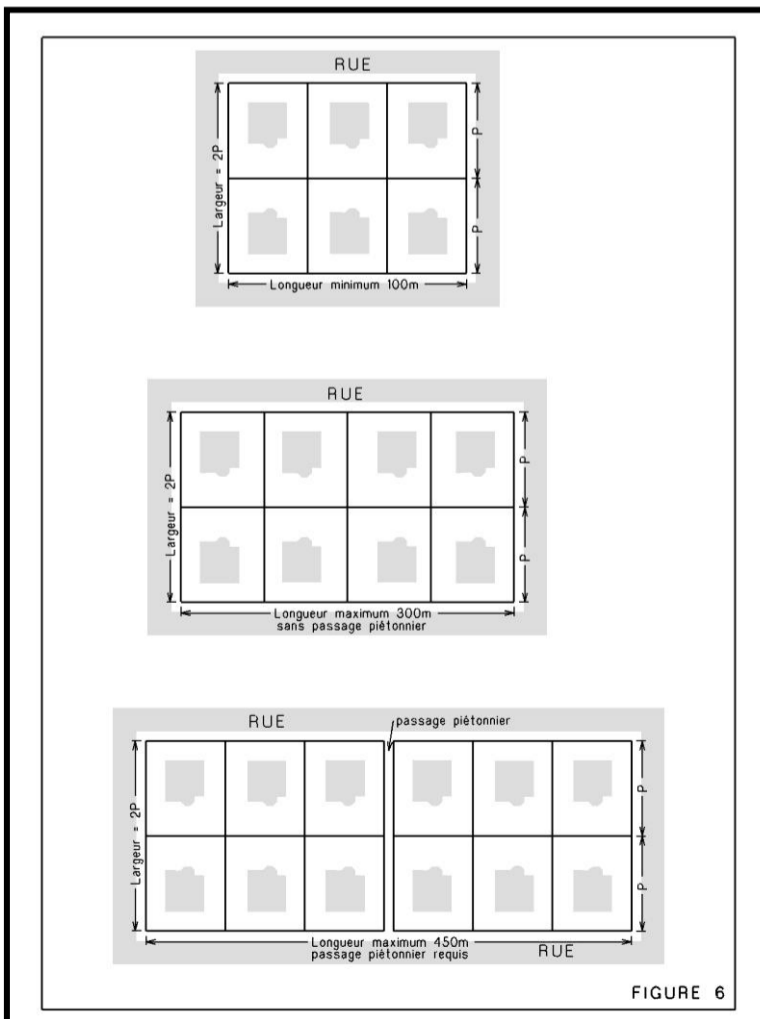 RUE
Largeur = 2P
P
P
Longueur minimum 100m
RUE
Largeur = 2P
P
P
Longueur maximum 300m
sans passage piétonnier
RUE
passage piétonnier
Largeur = 2P
P
P
Longueur maximum 450m
passage piétonnier requis
RUE
FIGURE 6